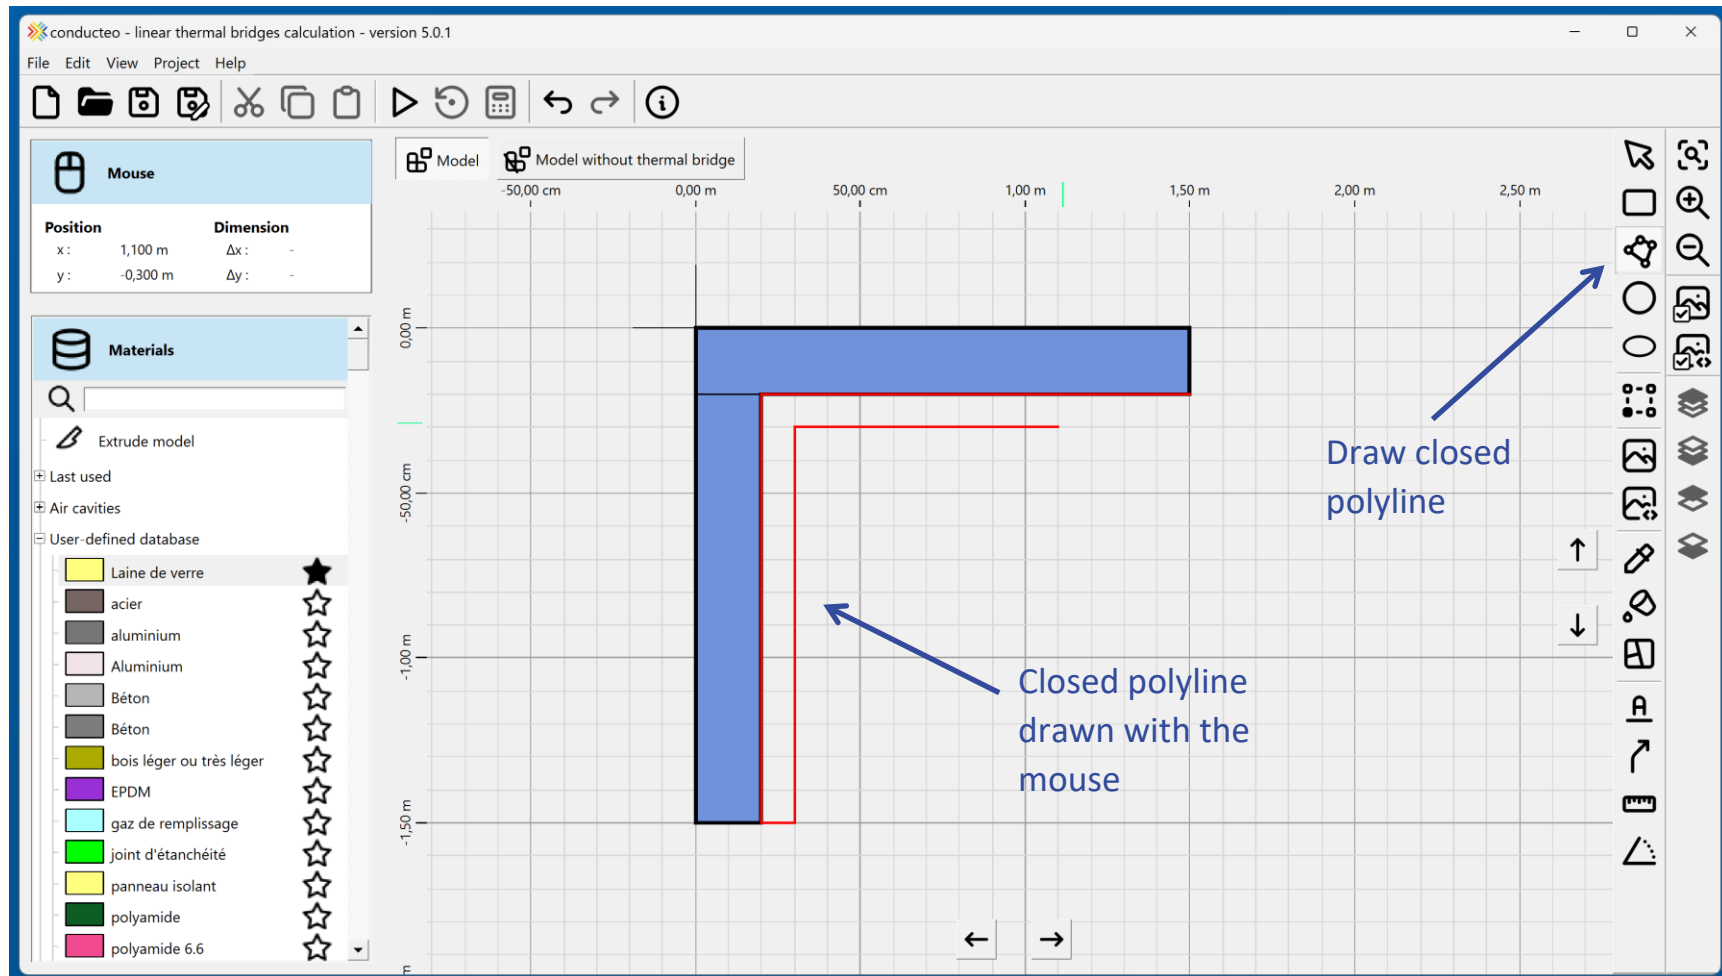 conducteo - linear thermal bridges calculation - version 5.0.1
File Edit View Project Help
Mouse
Position Dimension
x : 1,100 m Δx : -
y : -0,300 m Δy : -
Materials
Extrude model
Last used
Air cavities
User-defined database
Laine de verre
acier
aluminium
Aluminium
Béton
Béton
bois léger ou très léger
EPDM
gaz de remplissage
joint d'étanchéité
panneau isolant
polyamide
polyamide 6.6
Model Model without thermal bridge
-50,00 cm 0,00 m 50,00 cm 1,00 m 1,50 m 2,00 m 2,50 m
0,00 m
-50,00 cm
-1,00 m
-1,50 m
m
Draw closed
polyline
Closed polyline
drawn with the
mouse
A